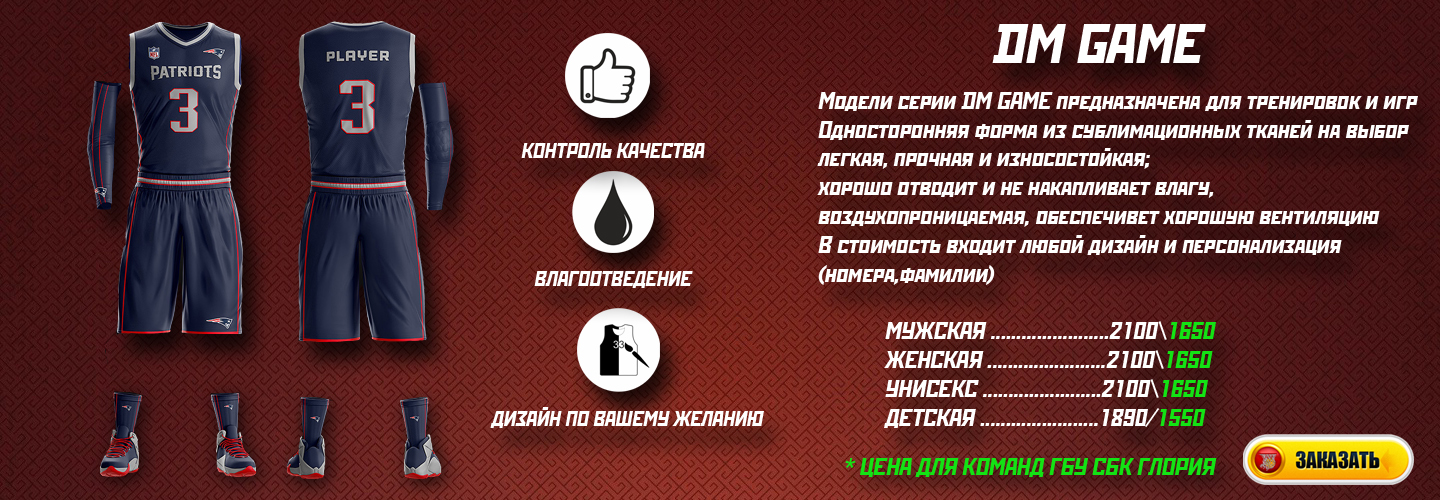 PATRIOTS
3
PLAYER
3
КОНТРОЛЬ КАЧЕСТВА
ВЛАГООТВЕДЕНИЕ
33
ДИЗАЙН ПО ВАШЕМУ ЖЕЛАНИЮ
DM GAME
Модели серии DM GAME предназначена для тренировок и игр
Односторонняя форма из сублимационных тканей на выбор
легкая, прочная и износостойкая;
хорошо отводит и не накапливает влагу,
воздухопроницаемая, обеспечивет хорошую вентиляцию
В стоимость входит любой дизайн и персонализация
(номера,фамилии)
МУЖСКАЯ .......................2100\1650
ЖЕНСКАЯ .......................2100\1650
УНИСЕКС .......................2100\1650
ДЕТСКАЯ .......................1890/1550
* ЦЕНА ДЛЯ КОМАНД ГБУ СБК ГЛОРИЯ
ЗАКАЗАТЬ